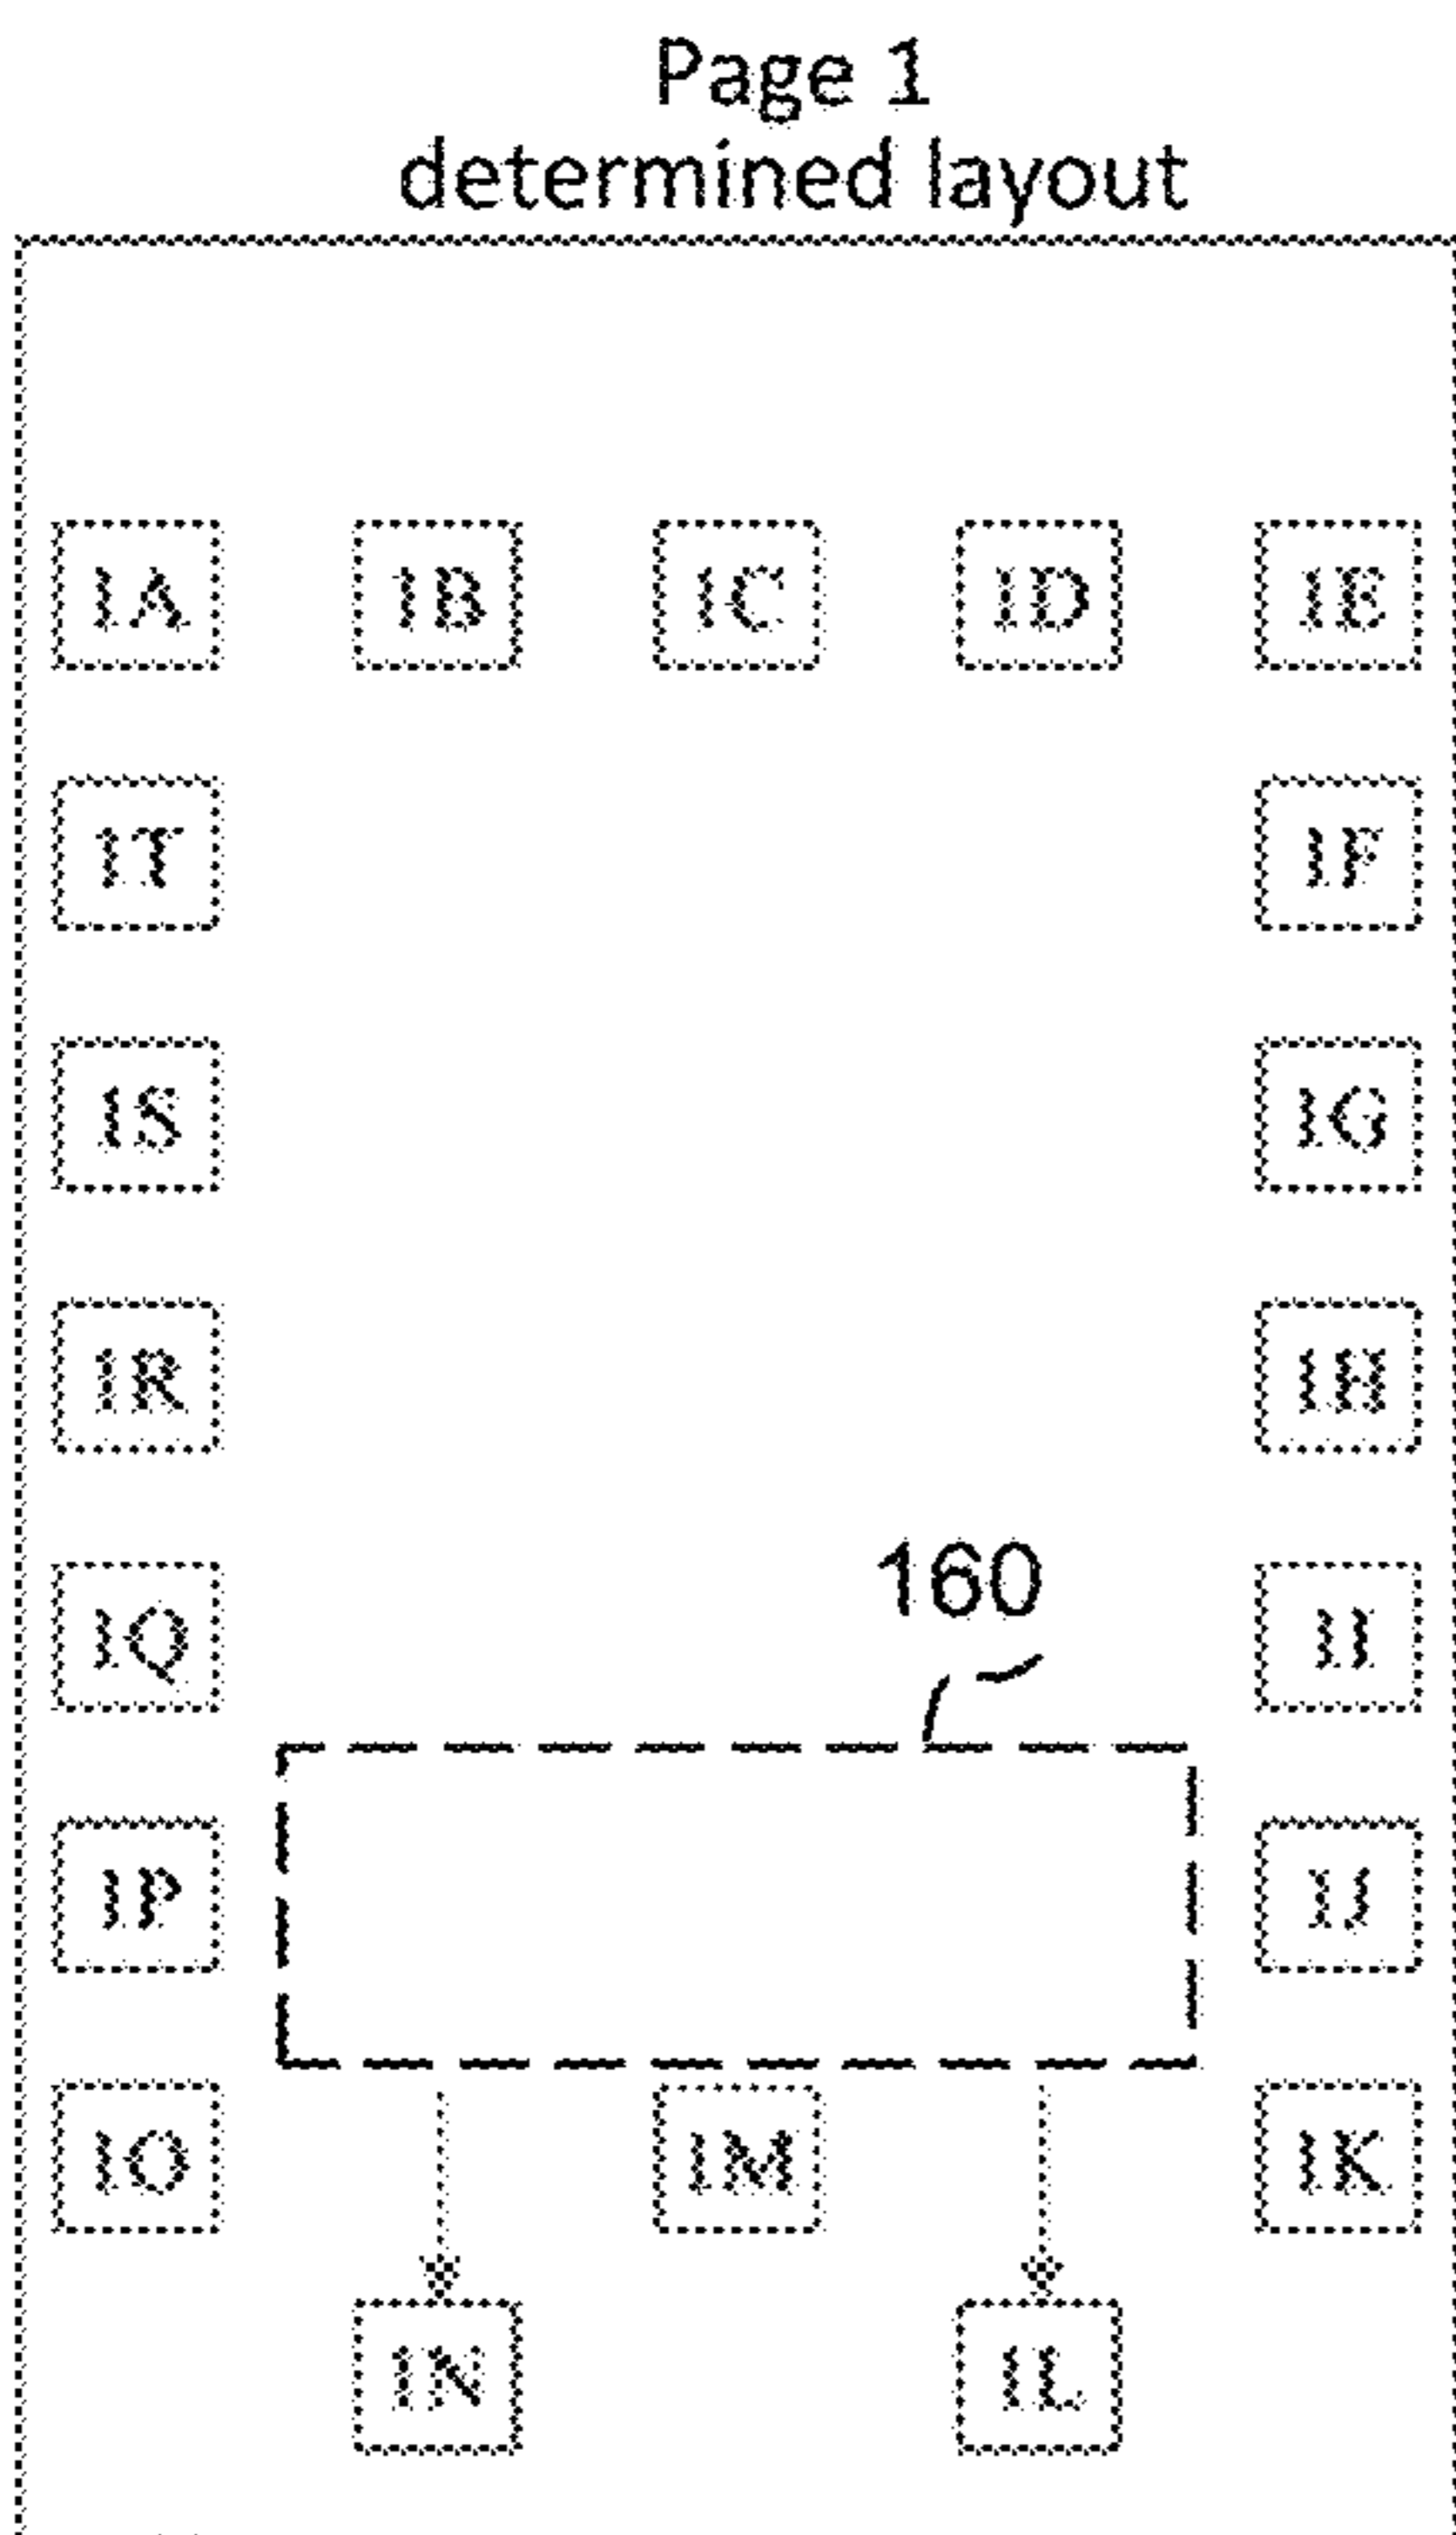 Page 1
determined layout
1A 1B 1C 1D 1E
1T 1F
1S 1G
1R 1H
160
1Q 1I
1P 1J
1O 1M 1K
1N 1L